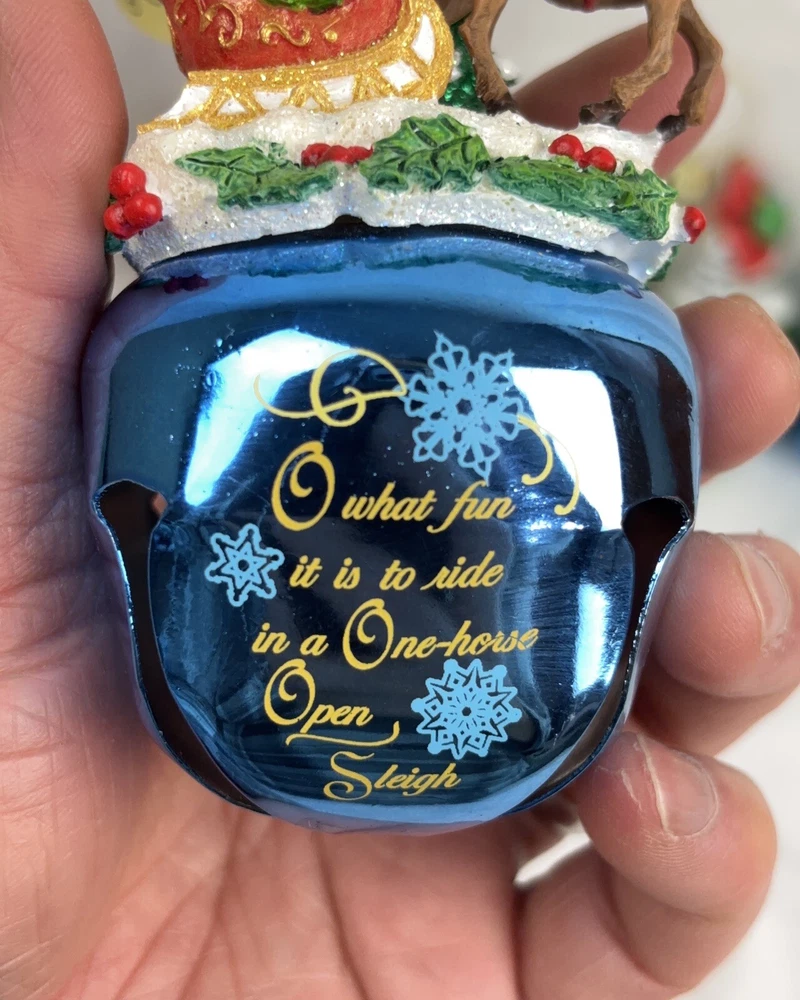 O what fun
it is to ride
in a One-horse
Open
Sleigh